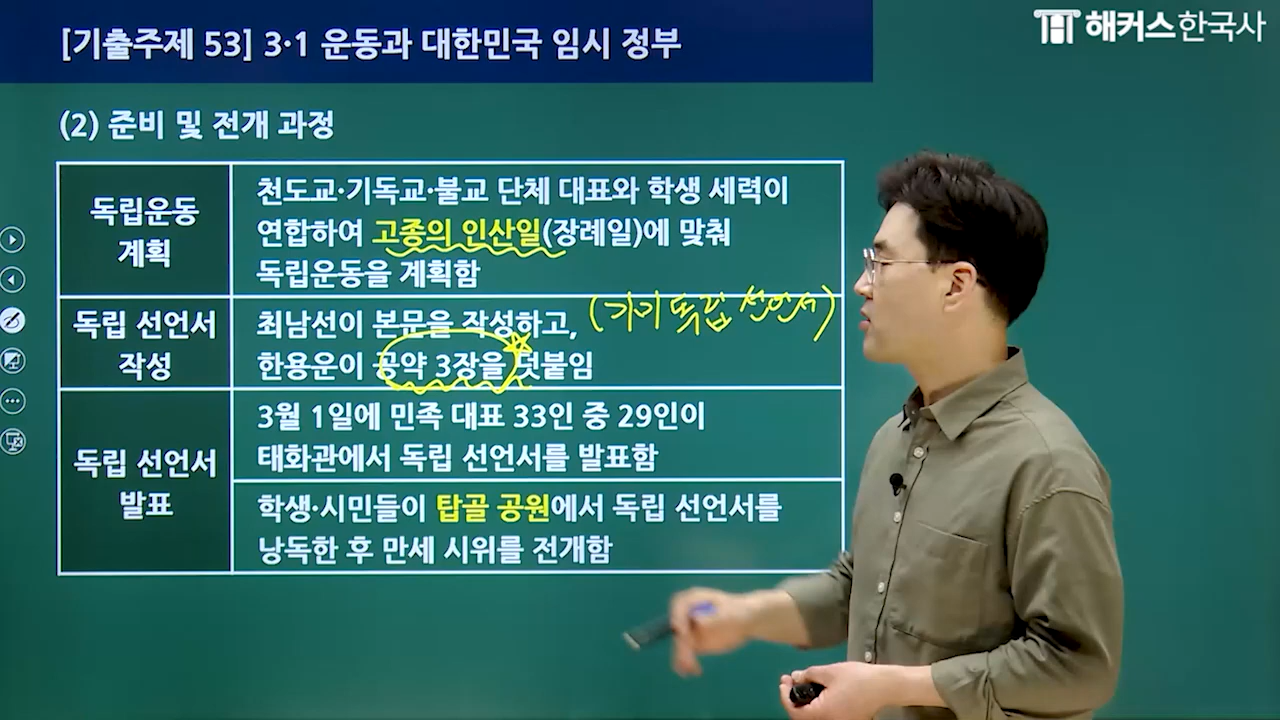 [기출주제 53] 3·1 운동과 대한민국 임시 정부
해커스한국사
(2) 준비 및 전개 과정
독립운동
계획
천도교·기독교·불교 단체 대표와 학생 세력이
연합하여 고종의 인산일(장례일)에 맞춰
독립운동을 계획함
독립 선언서
작성
최남선이 본문을 작성하고,
(기미 독립 선언서)
한용운이 공약 3장을 덧붙임
독립 선언서
발표
3월 1일에 민족 대표 33인 중 29인이
태화관에서 독립 선언서를 발표함
학생·시민들이 탑골 공원에서 독립 선언서를
낭독한 후 만세 시위를 전개함